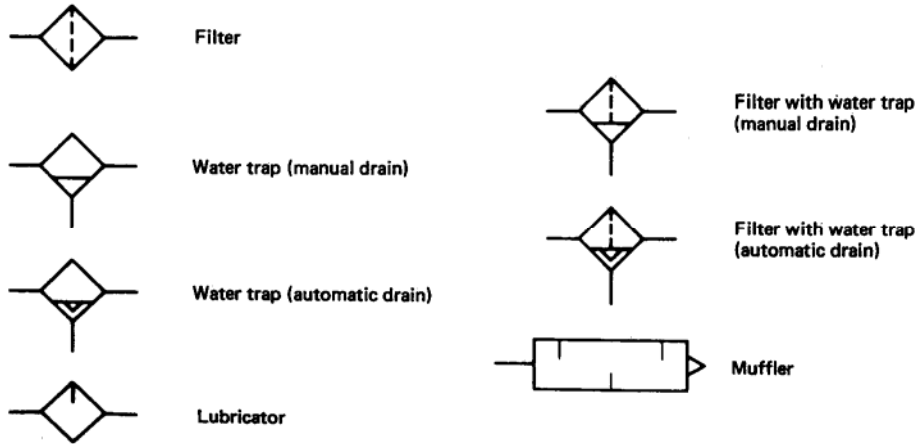 Filter
Water trap (manual drain)
Water trap (automatic drain)
Lubricator
Filter with water trap
(manual drain)
Filter with water trap
(automatic drain)
Muffler